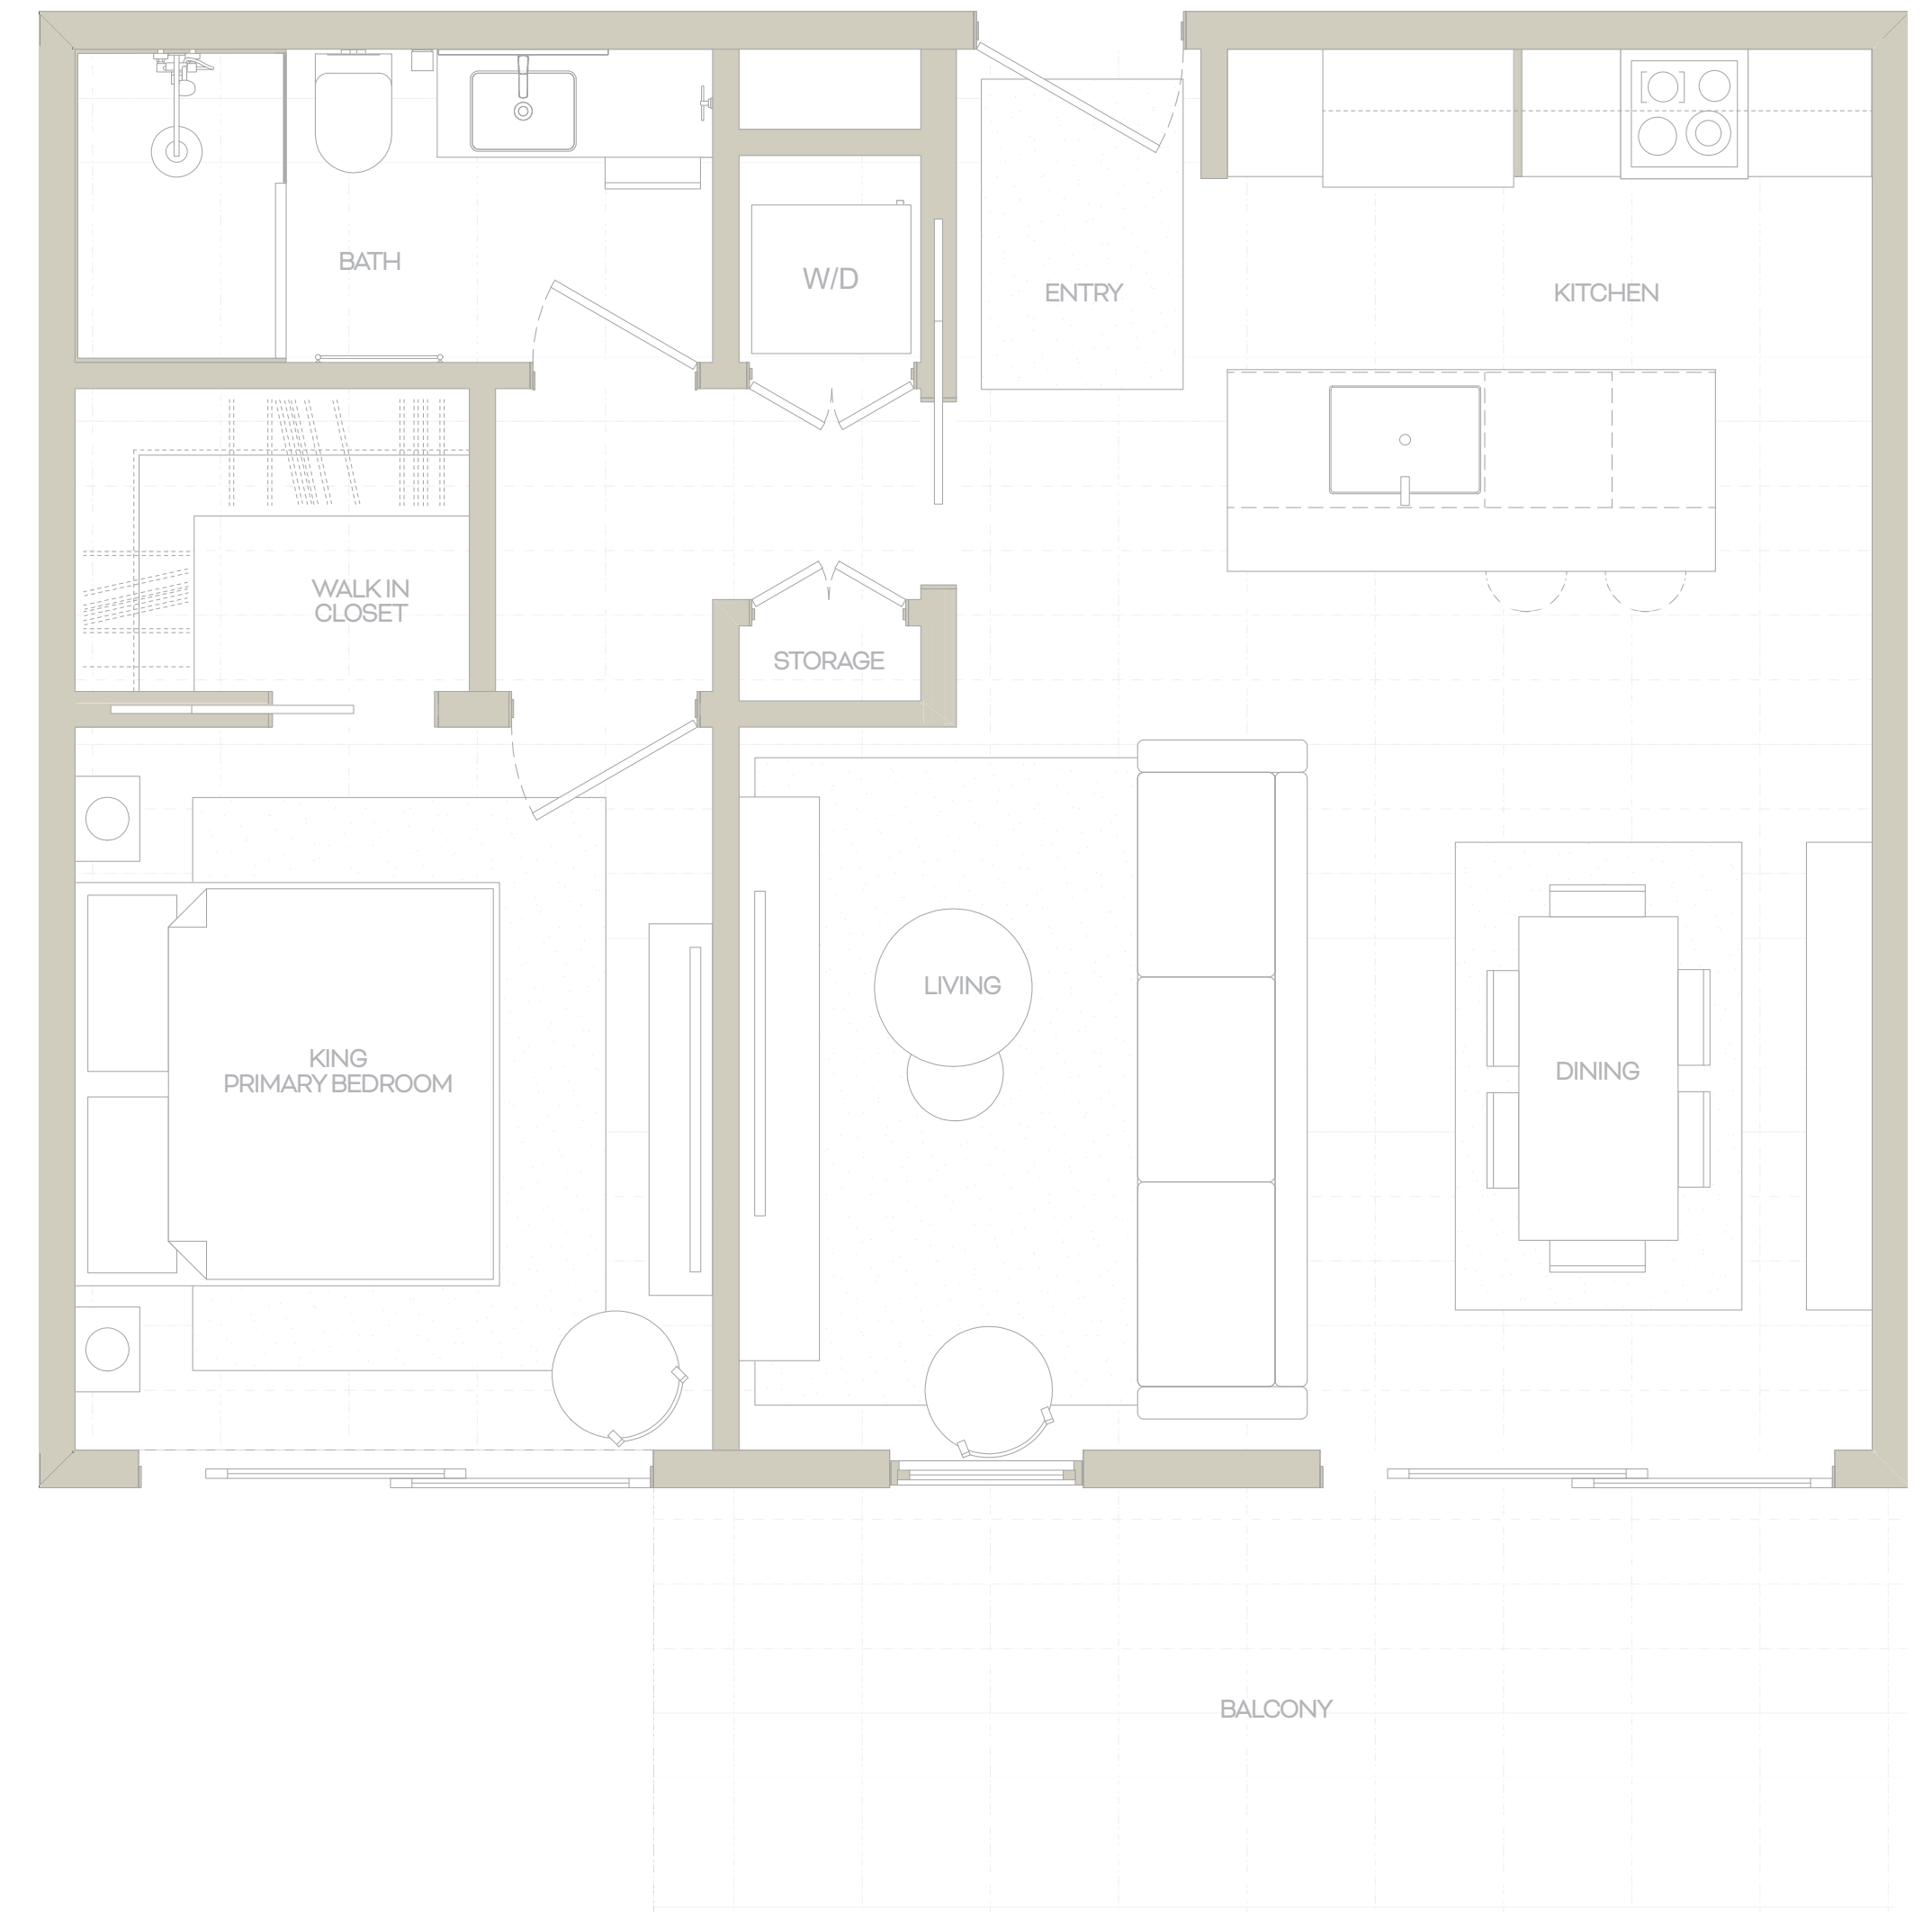 BATH
W/D
ENTRY
KITCHEN
WALK IN
CLOSET
STORAGE
LIVING
KING
PRIMARY BEDROOM
DINING
BALCONY